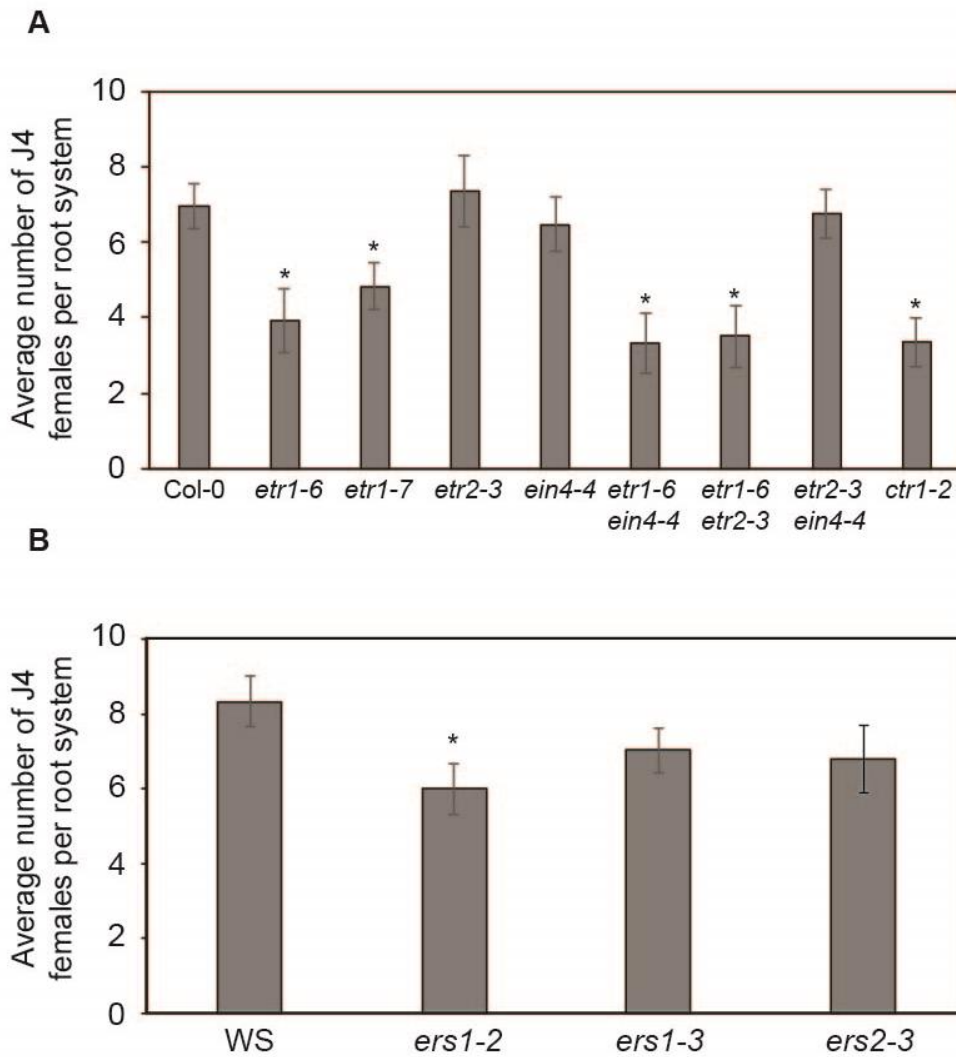 A
Average number of J4
females per root system
10
8
6
4
2
0
*
*
*
*
*
Col-0 etr1-6 etr1-7 etr2-3 ein4-4 etr1-6 etr1-6 etr2-3 ctr1-2
ein4-4 etr2-3 ein4-4
B
Average number of J4
females per root system
10
8
6
4
2
0
*
WS ers1-2 ers1-3 ers2-3